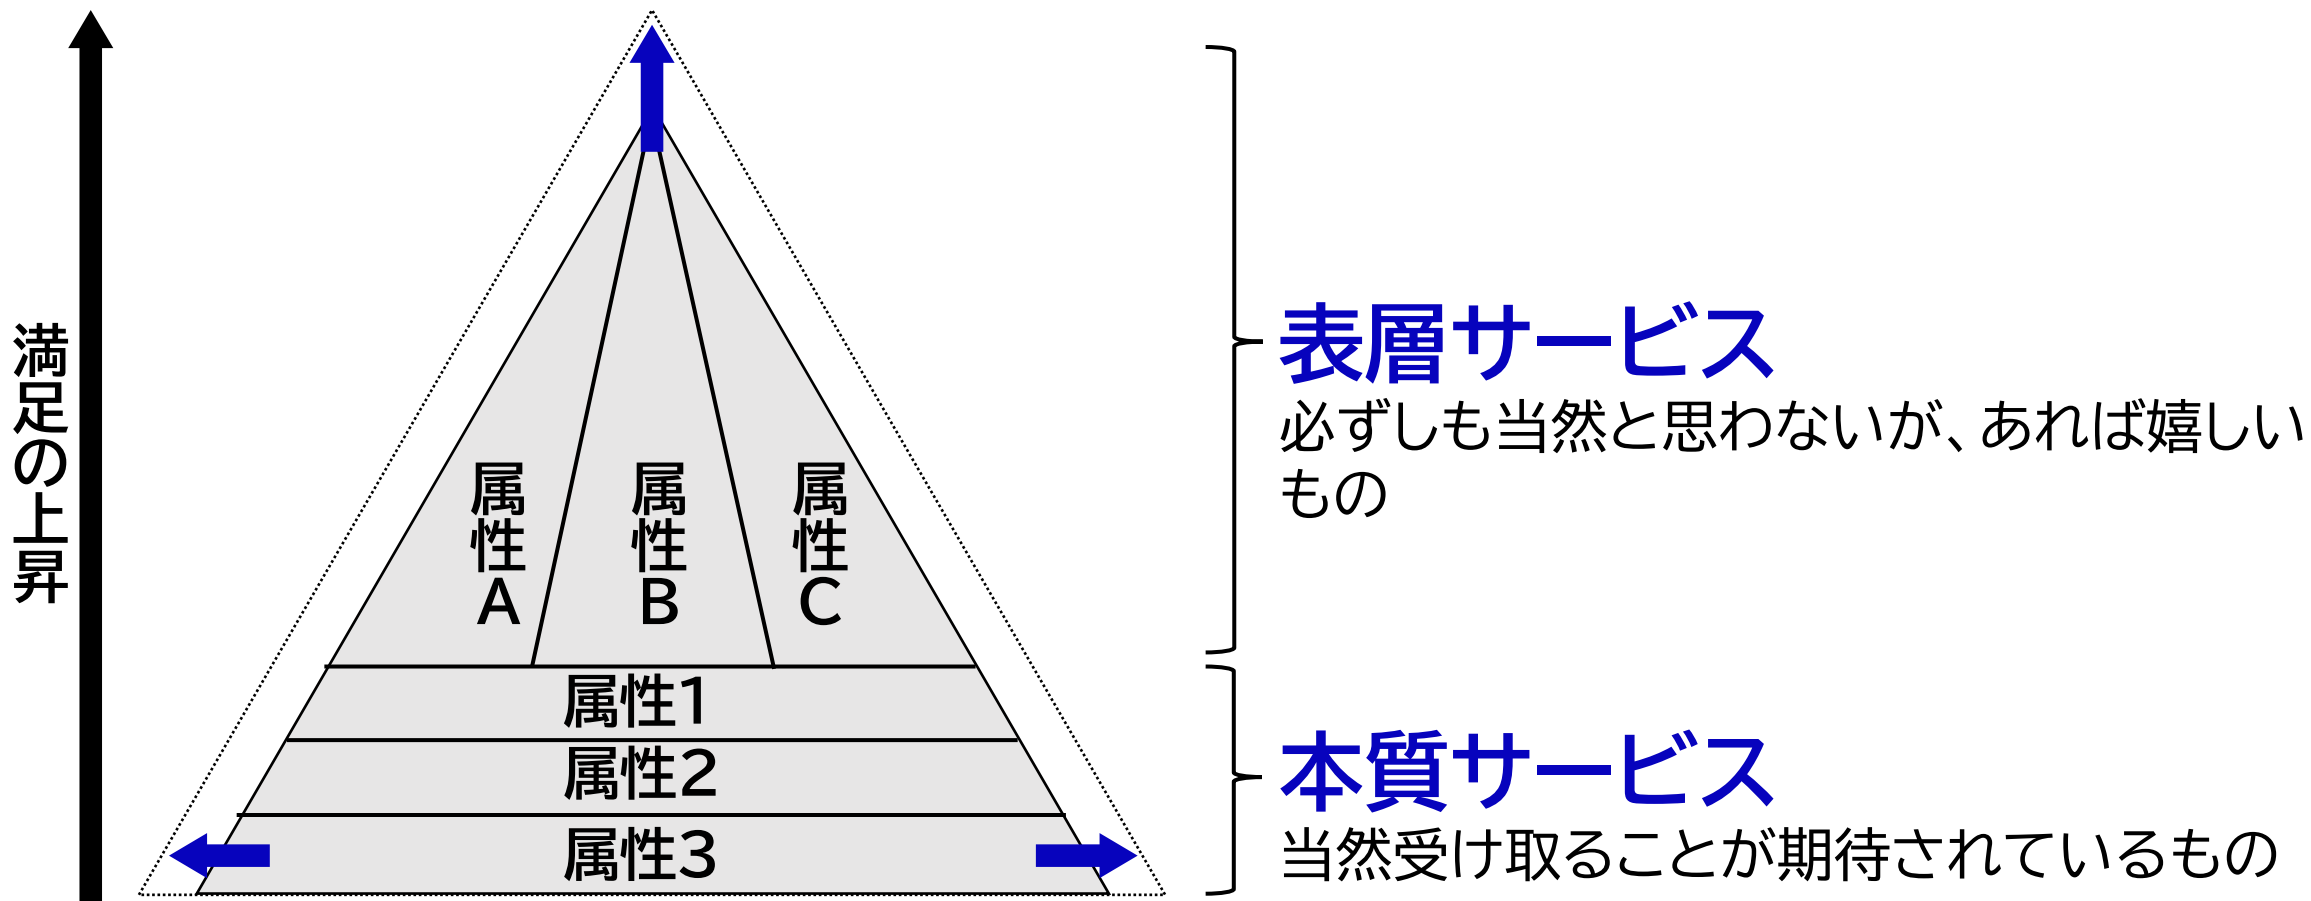 満足の上昇
属性A
属性B
属性C
属性1
属性2
属性3
表層サービス
必ずしも当然と思わないが、あれば嬉しい
もの
本質サービス
当然受け取ることが期待されているもの